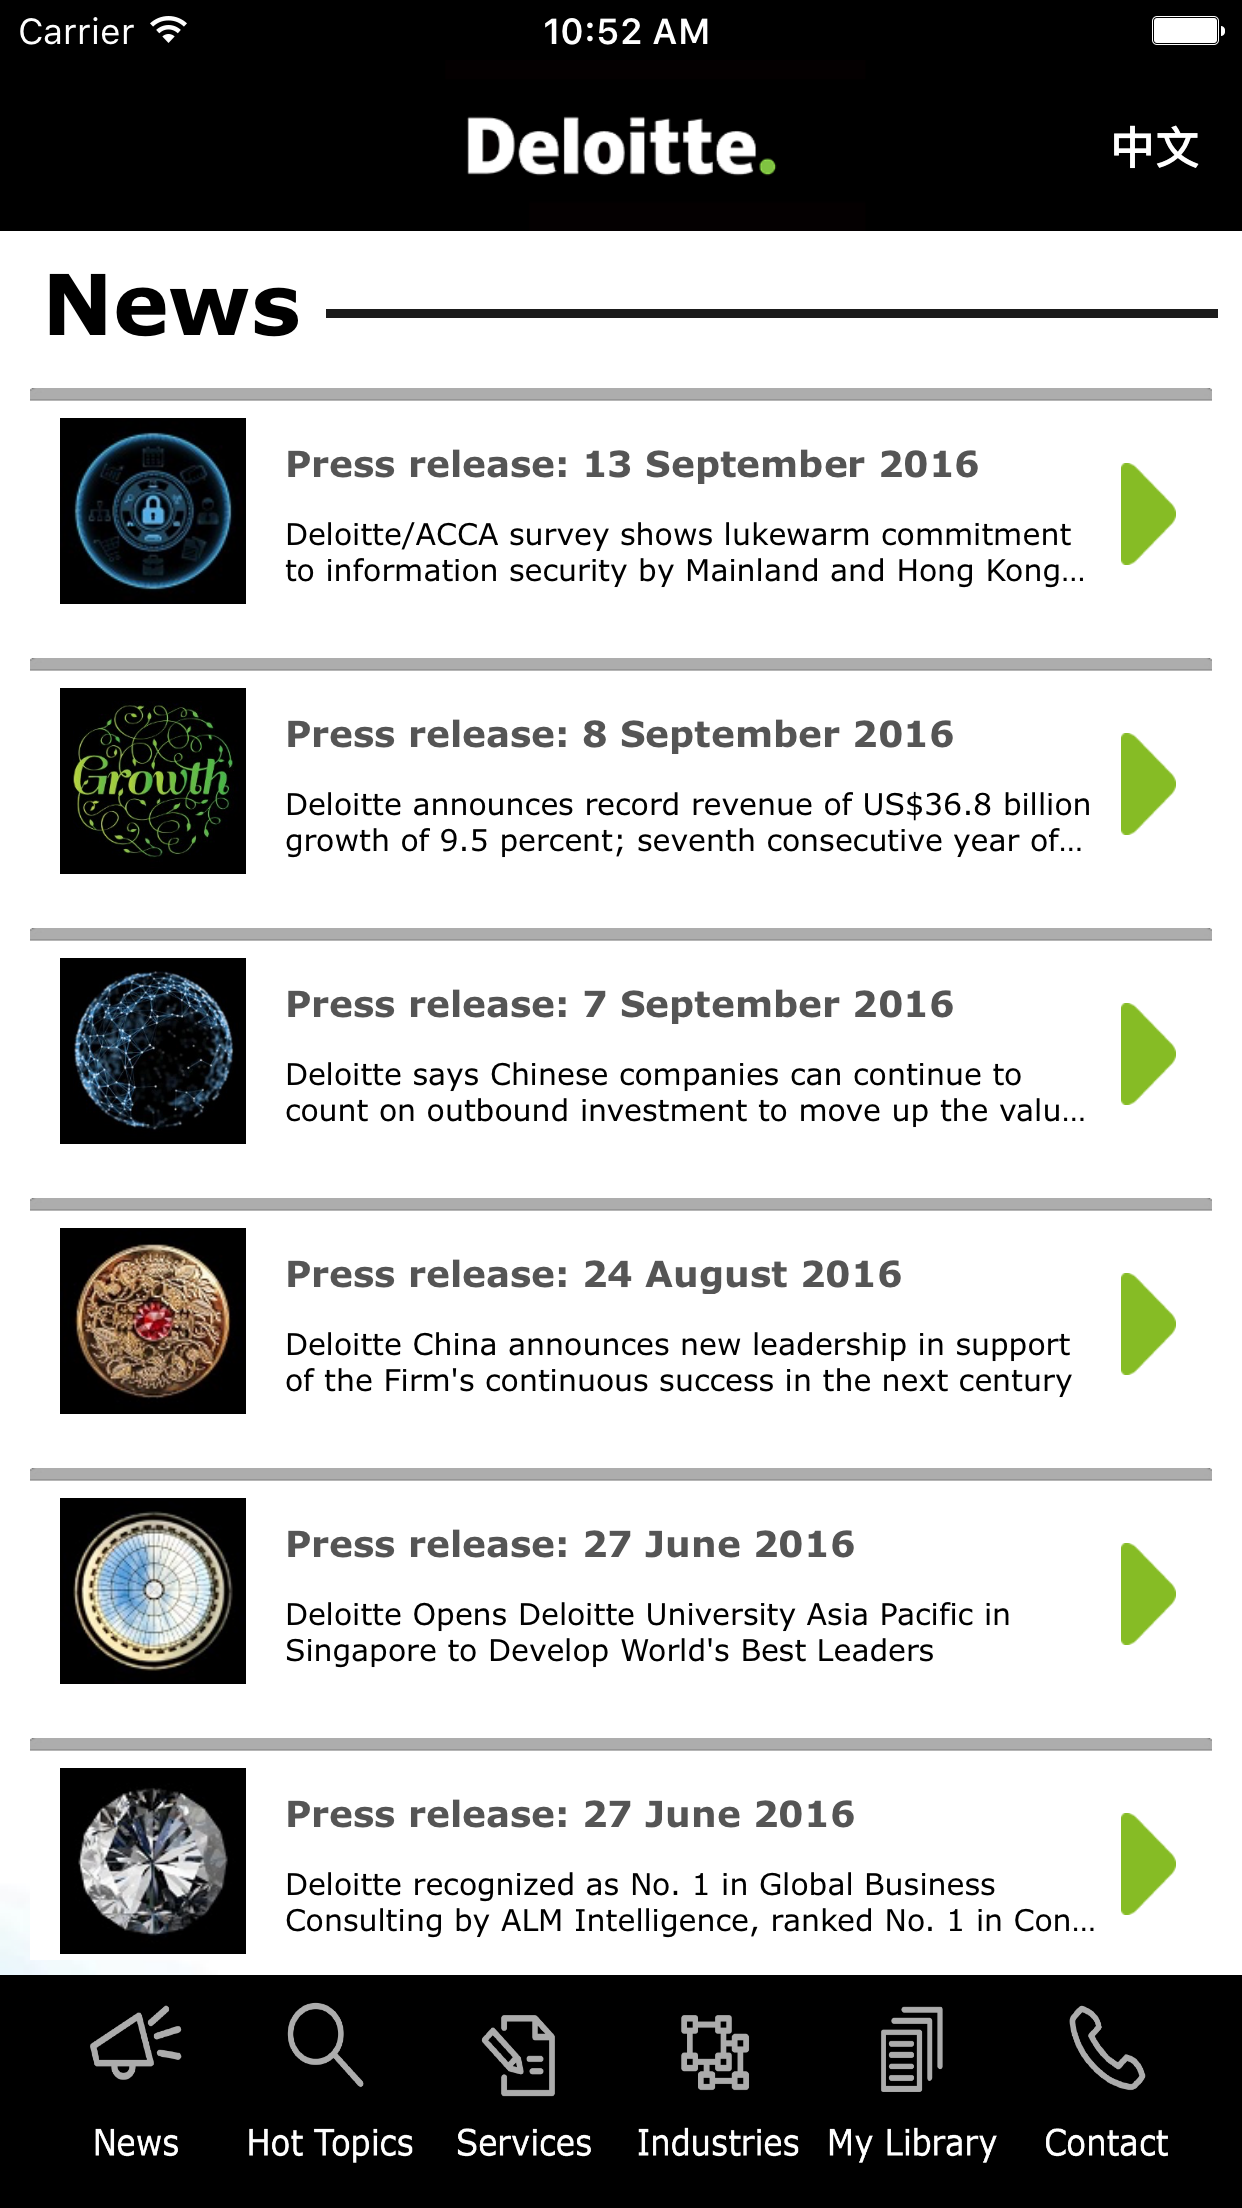 Carrier
10:52 AM
Deloitte.
中文
News
Press release: 13 September 2016
Deloitte/ACCA survey shows lukewarm commitment
to information security by Mainland and Hong Kong...
Growth
Press release: 8 September 2016
Deloitte announces record revenue of US$36.8 billion
growth of 9.5 percent; seventh consecutive year of...
Press release: 7 September 2016
Deloitte says Chinese companies can continue to
count on outbound investment to move up the valu...
Press release: 24 August 2016
Deloitte China announces new leadership in support
of the Firm's continuous success in the next century
Press release: 27 June 2016
Deloitte Opens Deloitte University Asia Pacific in
Singapore to Develop World's Best Leaders
Press release: 27 June 2016
Deloitte recognized as No. 1 in Global Business
Consulting by ALM Intelligence, ranked No. 1 in Con...
News
Hot Topics
Services
Industries
My Library
Contact